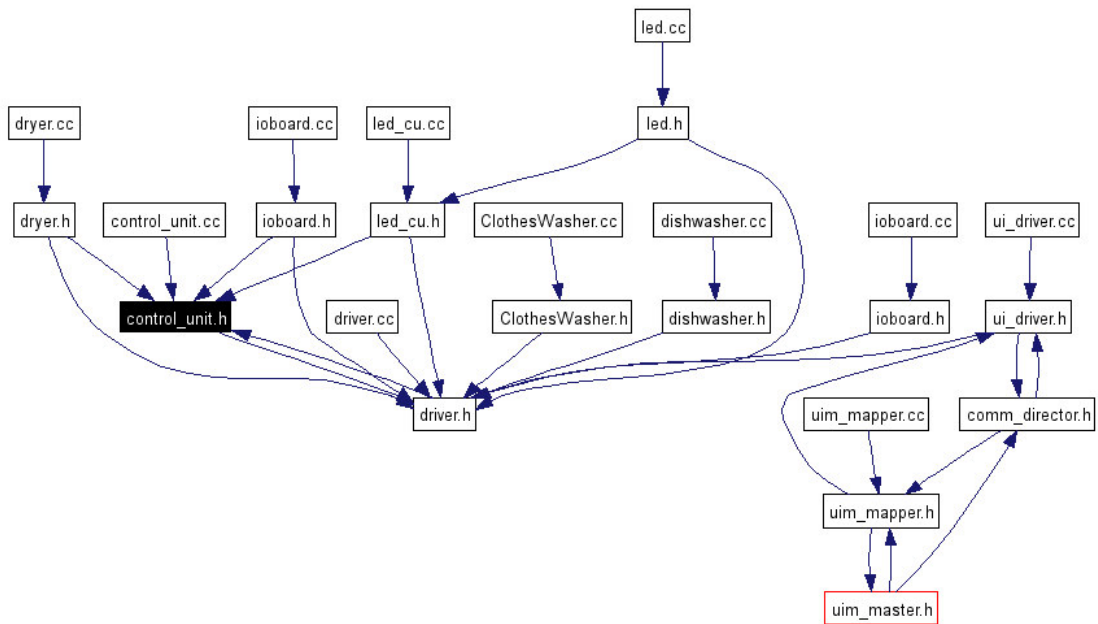 led.cc
dryer.cc
ioboard.cc
led_cu.cc
led.h
dryer.h
control_unit.cc
ioboard.h
led_cu.h
ClothesWasher.cc
dishwasher.cc
ioboard.cc
ui_driver.cc
control_unit.h
driver.cc
ClothesWasher.h
dishwasher.h
ioboard.h
ui_driver.h
driver.h
uim_mapper.cc
comm_director.h
uim_mapper.h
uim_master.h